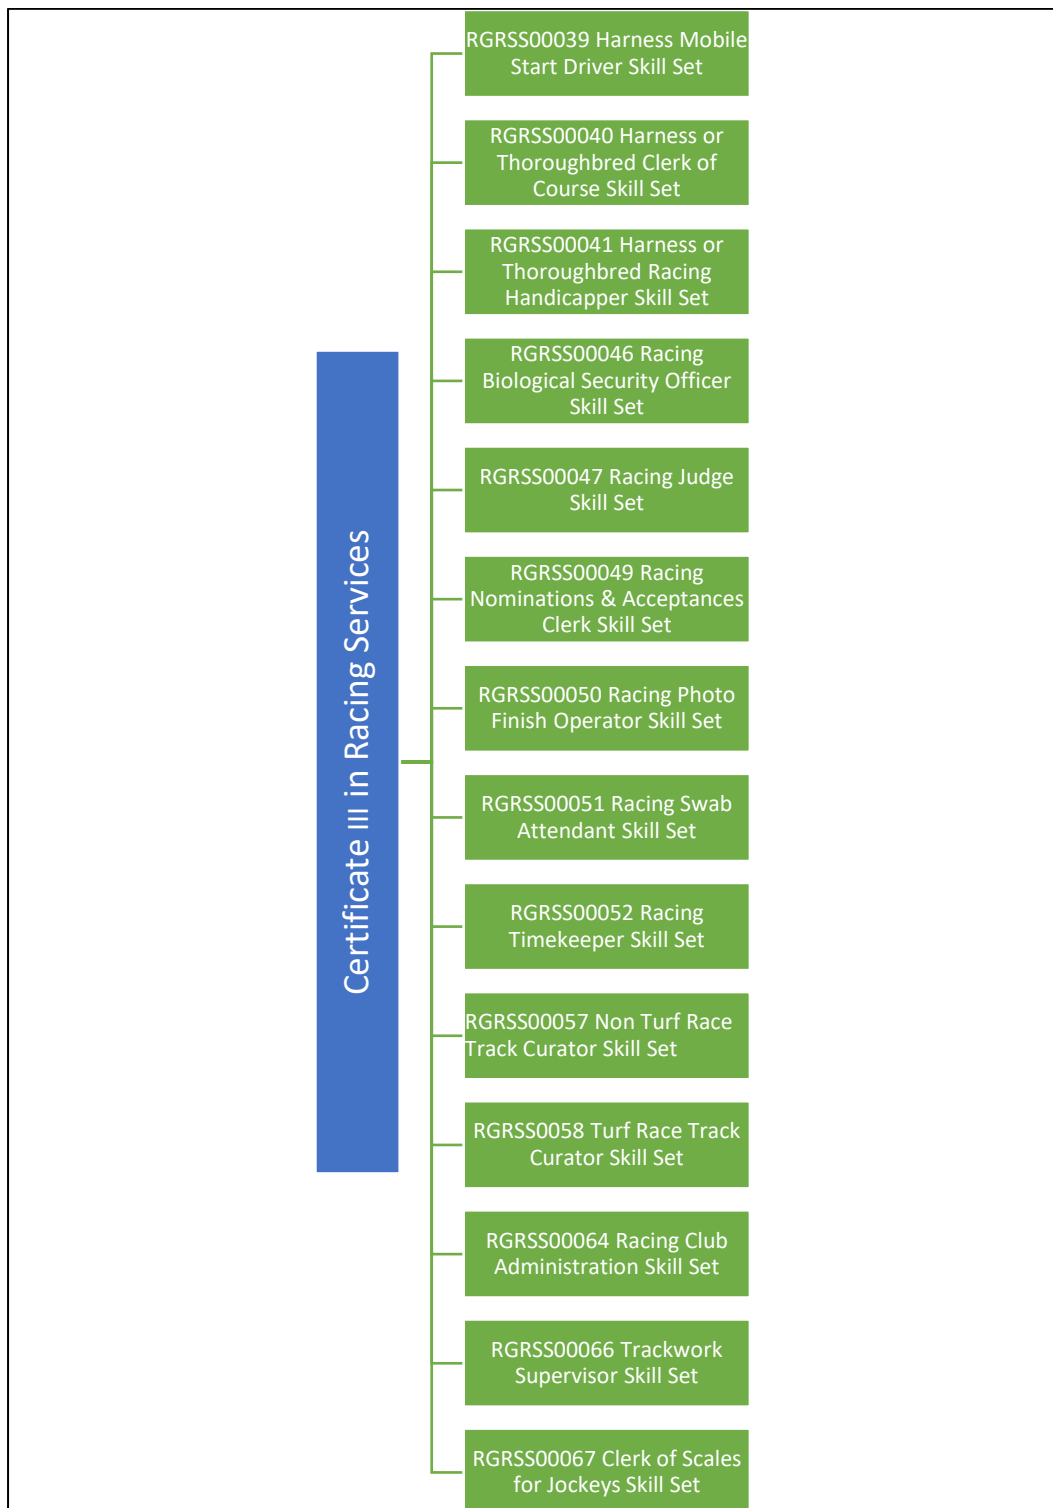 RGRSS00039 Harness Mobile
Start Driver Skill Set
RGRSS00040 Harness or
Thoroughbred Clerk of
Course Skill Set
RGRSS00041 Harness or
Thoroughbred Racing
Handicapper Skill Set
RGRSS00046 Racing
Biological Security Officer
Skill Set
RGRSS00047 Racing Judge
Skill Set
RGRSS00049 Racing
Nominations & Acceptances
Clerk Skill Set
Certificate III in Racing Services
RGRSS00050 Racing Photo
Finish Operator Skill Set
RGRSS00051 Racing Swab
Attendant Skill Set
RGRSS00052 Racing
Timekeeper Skill Set
RGRSS00057 Non Turf Race
Track Curator Skill Set
RGRSS0058 Turf Race Track
Curator Skill Set
RGRSS00064 Racing Club
Administration Skill Set
RGRSS00066 Trackwork
Supervisor Skill Set
RGRSS00067 Clerk of Scales
for Jockeys Skill Set